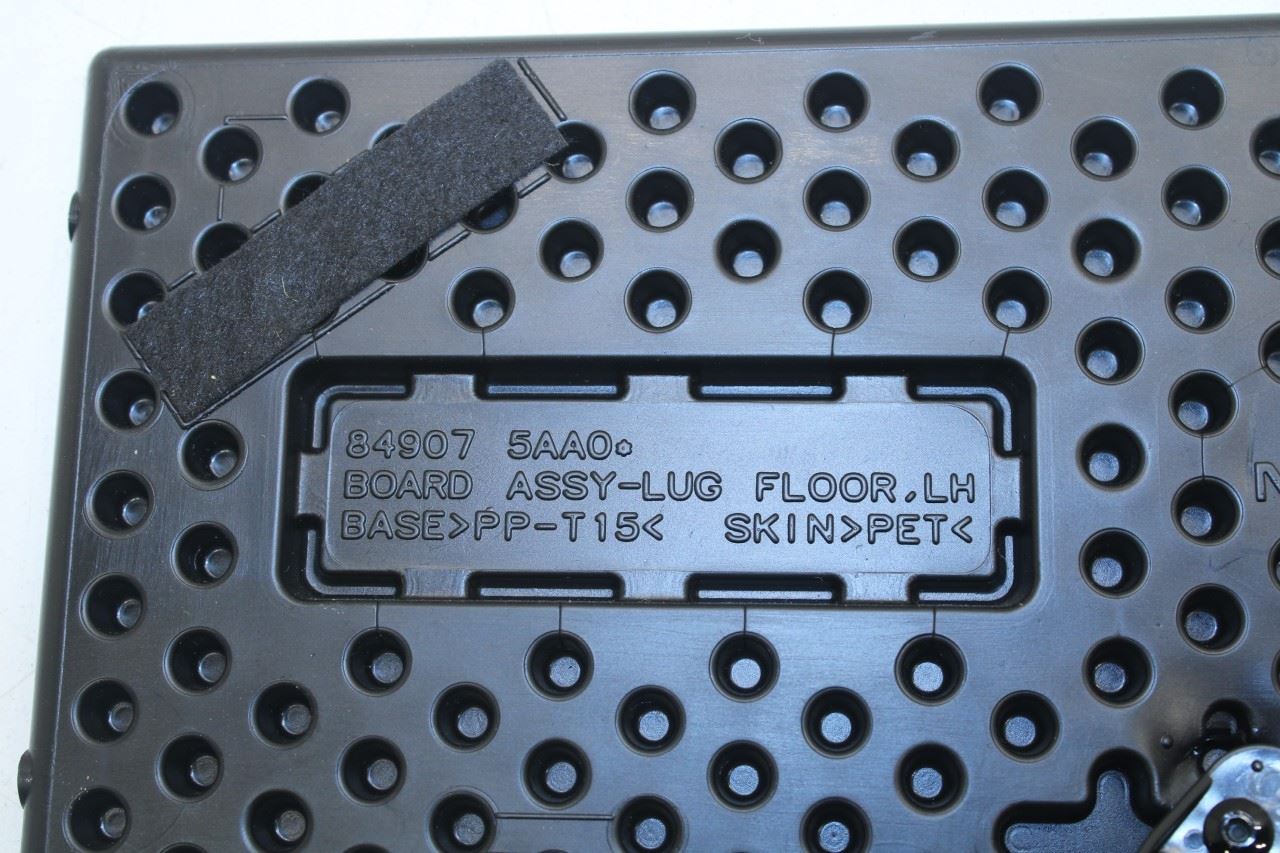 84907 5AA0✲
BOARD ASSY-LUG FLOOR,LH
BASE>PP-T15< SKIN>PET<
N